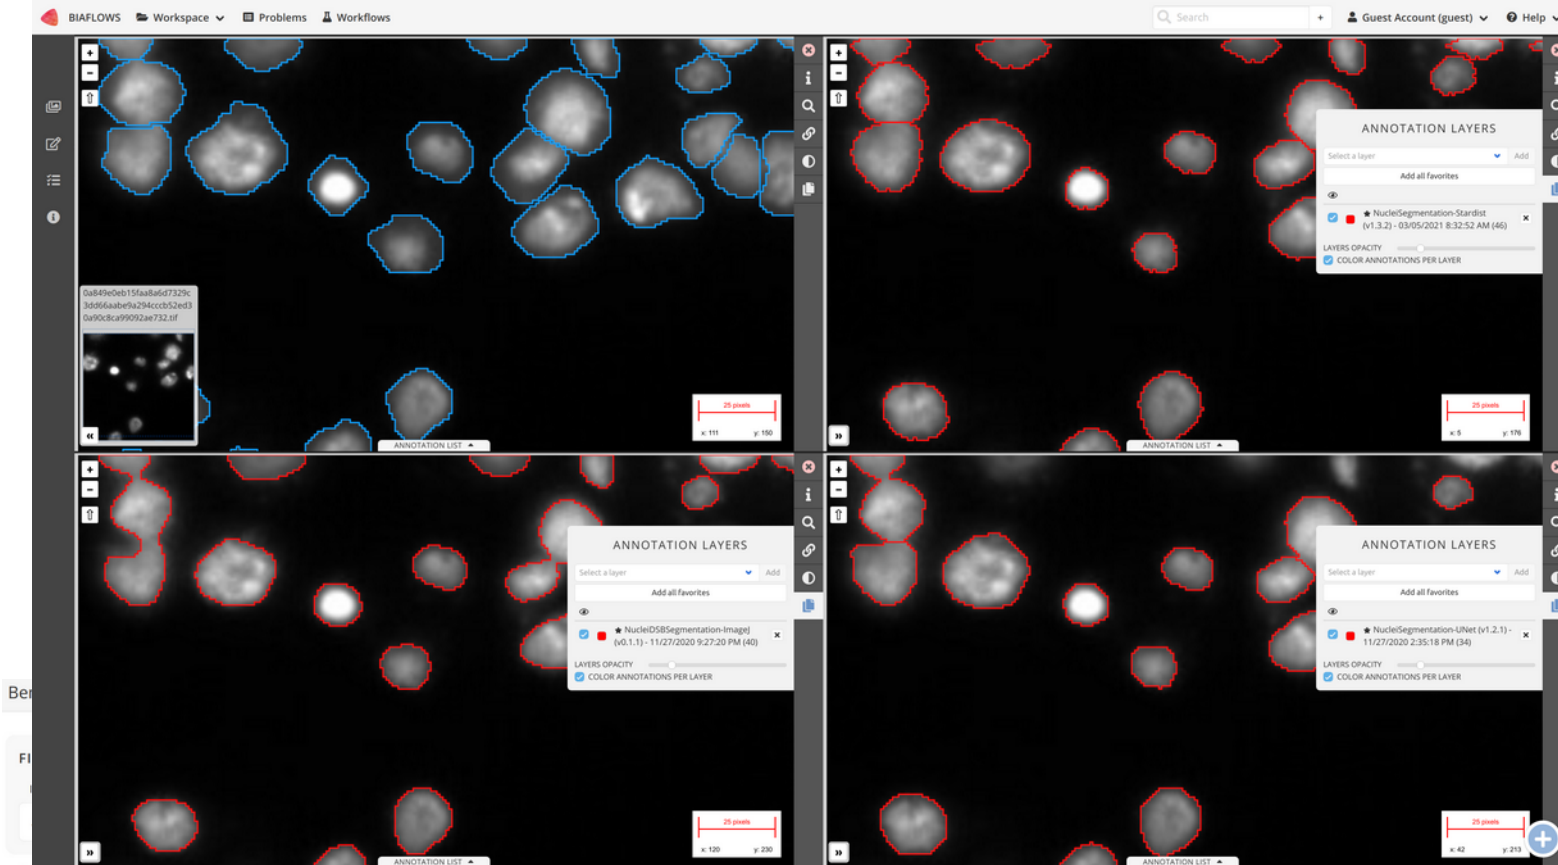 BIAFLOWS Workspace Problems Workflows Search + Guest Account (guest) Help
ANNOTATION LAYERS
Select a layer Add
Add all favorites
NucleiSegmentation-Stardist
(v1.3.2) - 03/05/2021 8:32:52 AM (46)
LAYERS OPACITY
COLOR ANNOTATIONS PER LAYER
0a849e0eb15faa8a6d7329c
3dd66aabe9a294cccb52ed3
0a90c8ca99092ae732.tif
25 pixels
x: 111 y: 150
ANNOTATION LIST
25 pixels
x: 5 y: 176
ANNOTATION LIST
ANNOTATION LAYERS
Select a layer Add
Add all favorites
NucleiDSBSegmentation-ImageJ
(v0.1.1) - 11/27/2020 9:27:20 PM (40)
LAYERS OPACITY
COLOR ANNOTATIONS PER LAYER
ANNOTATION LAYERS
Select a layer Add
Add all favorites
NucleiSegmentation-UNet (v1.2.1) -
11/27/2020 2:35:18 PM (34)
LAYERS OPACITY
COLOR ANNOTATIONS PER LAYER
Ber
FI
25 pixels
x: 120 y: 230
ANNOTATION LIST
25 pixels
x: 42 y: 213
ANNOTATION LIST